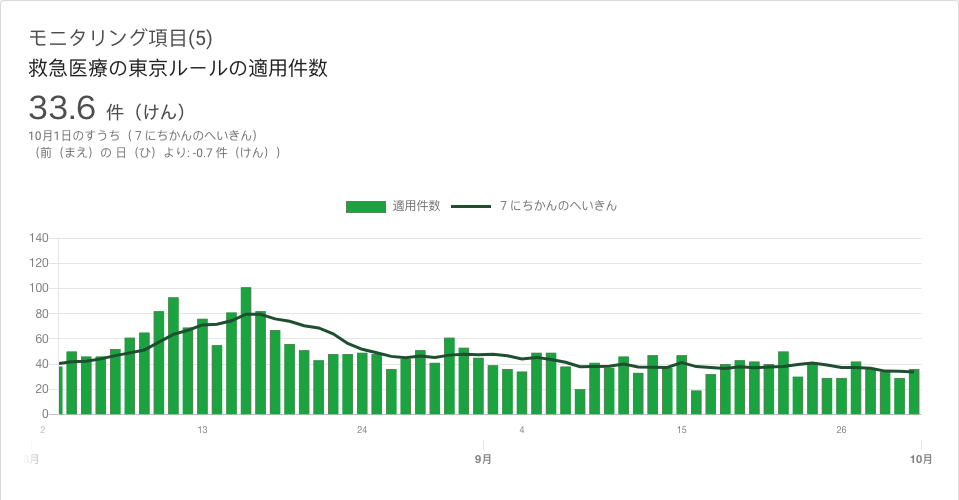 モニタリング項目(5)
救急医療の東京ルールの適用件数
33.6 件（けん）
10月1日のすうち（７にちかんのへいきん）
（前（まえ）の 日（ひ）より: -0.7 件（けん））
適用件数 ７にちかんのへいきん
140
120
100
80
60
40
20
0
2 13 24 4 15 26
8月 9月 10月